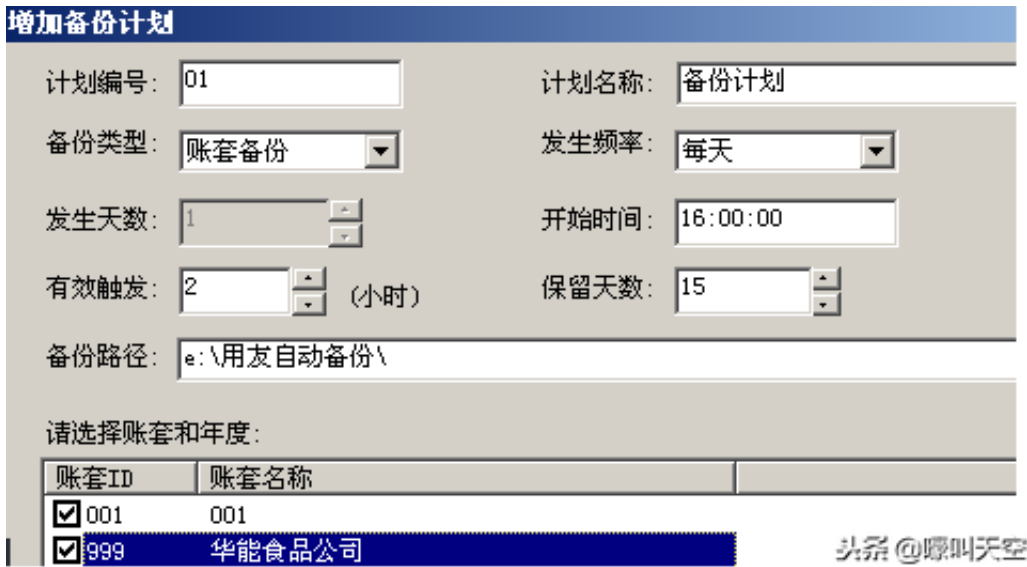 增加备份计划
计划编号: 01 计划名称: 备份计划
备份类型: 账套备份 发生频率: 每天
发生天数: 1 开始时间: 16:00:00
有效触发: 2 (小时) 保留天数: 15
备份路径: e:\用友自动备份\
请选择账套和年度:
账套ID 账套名称
001 001
999 华能食品公司
头条@嚎叫天空